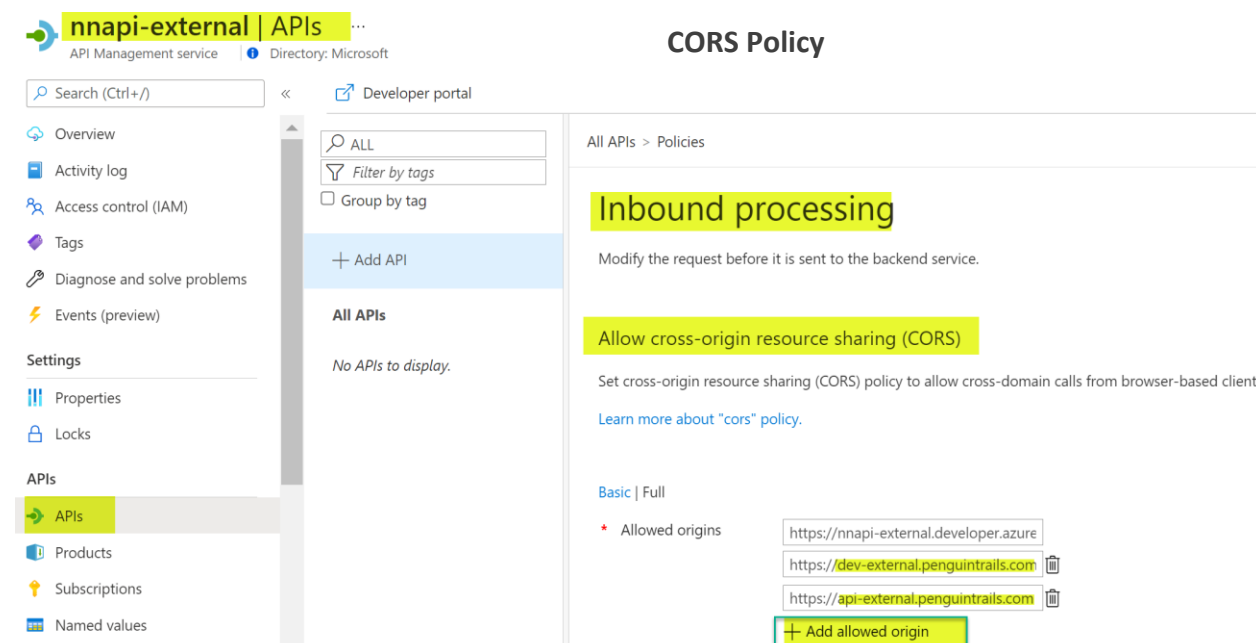 nnapi-external | APIs ...
API Management service
Directory: Microsoft
CORS Policy
Search (Ctrl+/)
«
Overview
Activity log
Access control (IAM)
Tags
Diagnose and solve problems
Events (preview)
Settings
Properties
Locks
APIs
APIs
Products
Subscriptions
Named values
Developer portal
ALL
Filter by tags
Group by tag
+ Add API
All APIs
No APIs to display.
All APIs > Policies
Inbound processing
Modify the request before it is sent to the backend service.
Allow cross-origin resource sharing (CORS)
Set cross-origin resource sharing (CORS) policy to allow cross-domain calls from browser-based client
Learn more about "cors" policy.
Basic | Full
* Allowed origins
https://nnapi-external.developer.azure
https://dev-external.penguintrails.com
https://api-external.penguintrails.com
+ Add allowed origin